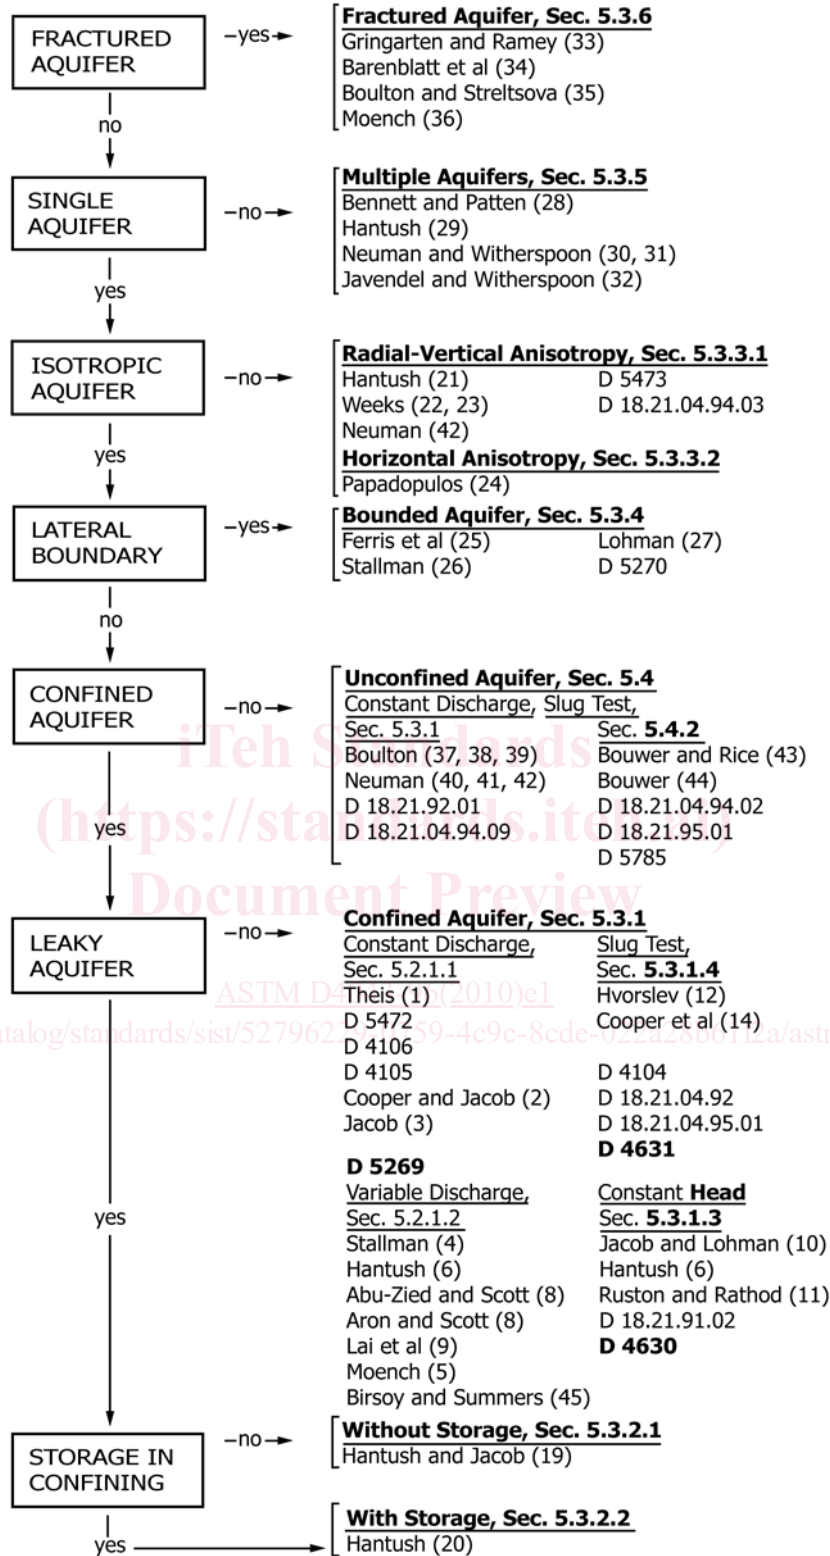 FRACTURED
AQUIFER
yes
Fractured Aquifer, Sec. 5.3.6
Gringarten and Ramey (33)
Barenblatt et al (34)
Boulton and Streltsova (35)
Moench (36)
no
SINGLE
AQUIFER
no
Multiple Aquifers, Sec. 5.3.5
Bennett and Patten (28)
Hantush (29)
Neuman and Witherspoon (30, 31)
Javendel and Witherspoon (32)
yes
ISOTROPIC
AQUIFER
no
Radial-Vertical Anisotropy, Sec. 5.3.3.1
Hantush (21) D 5473
Weeks (22, 23) D 18.21.04.94.03
Neuman (42)
Horizontal Anisotropy, Sec. 5.3.3.2
Papadopulos (24)
yes
LATERAL
BOUNDARY
yes
Bounded Aquifer, Sec. 5.3.4
Ferris et al (25) Lohman (27)
Stallman (26) D 5270
no
CONFINED
AQUIFER
no
Unconfined Aquifer, Sec. 5.4
Constant Discharge, Slug Test,
Sec. 5.3.1 Sec. 5.4.2
Boulton (37, 38, 39) Bouwer and Rice (43)
Neuman (40, 41, 42) Bouwer (44)
D 18.21.92.01 D 18.21.04.94.02
D 18.21.04.94.09 D 18.21.95.01
D 5785
yes
iTeh Standards
(https://standards.iteh.ai)
Document Preview
LEAKY
AQUIFER
no
Confined Aquifer, Sec. 5.3.1
Constant Discharge, Slug Test,
Sec. 5.2.1.1 Sec. 5.3.1.4
Theis (1) Hvorslev (12)
D 5472 Cooper et al (14)
D 4106
D 4105 D 4104
Cooper and Jacob (2) D 18.21.04.92
Jacob (3) D 18.21.04.95.01
D 4631
D 5269
Variable Discharge, Constant Head
Sec. 5.2.1.2 Sec. 5.3.1.3
Stallman (4) Jacob and Lohman (10)
Hantush (6) Hantush (6)
Abu-Zied and Scott (8) Ruston and Rathod (11)
Aron and Scott (8) D 18.21.91.02
Lai et al (9) D 4630
Moench (5)
Birsoy and Summers (45)
yes
STORAGE IN
CONFINING
no
Without Storage, Sec. 5.3.2.1
Hantush and Jacob (19)
yes
With Storage, Sec. 5.3.2.2
Hantush (20)